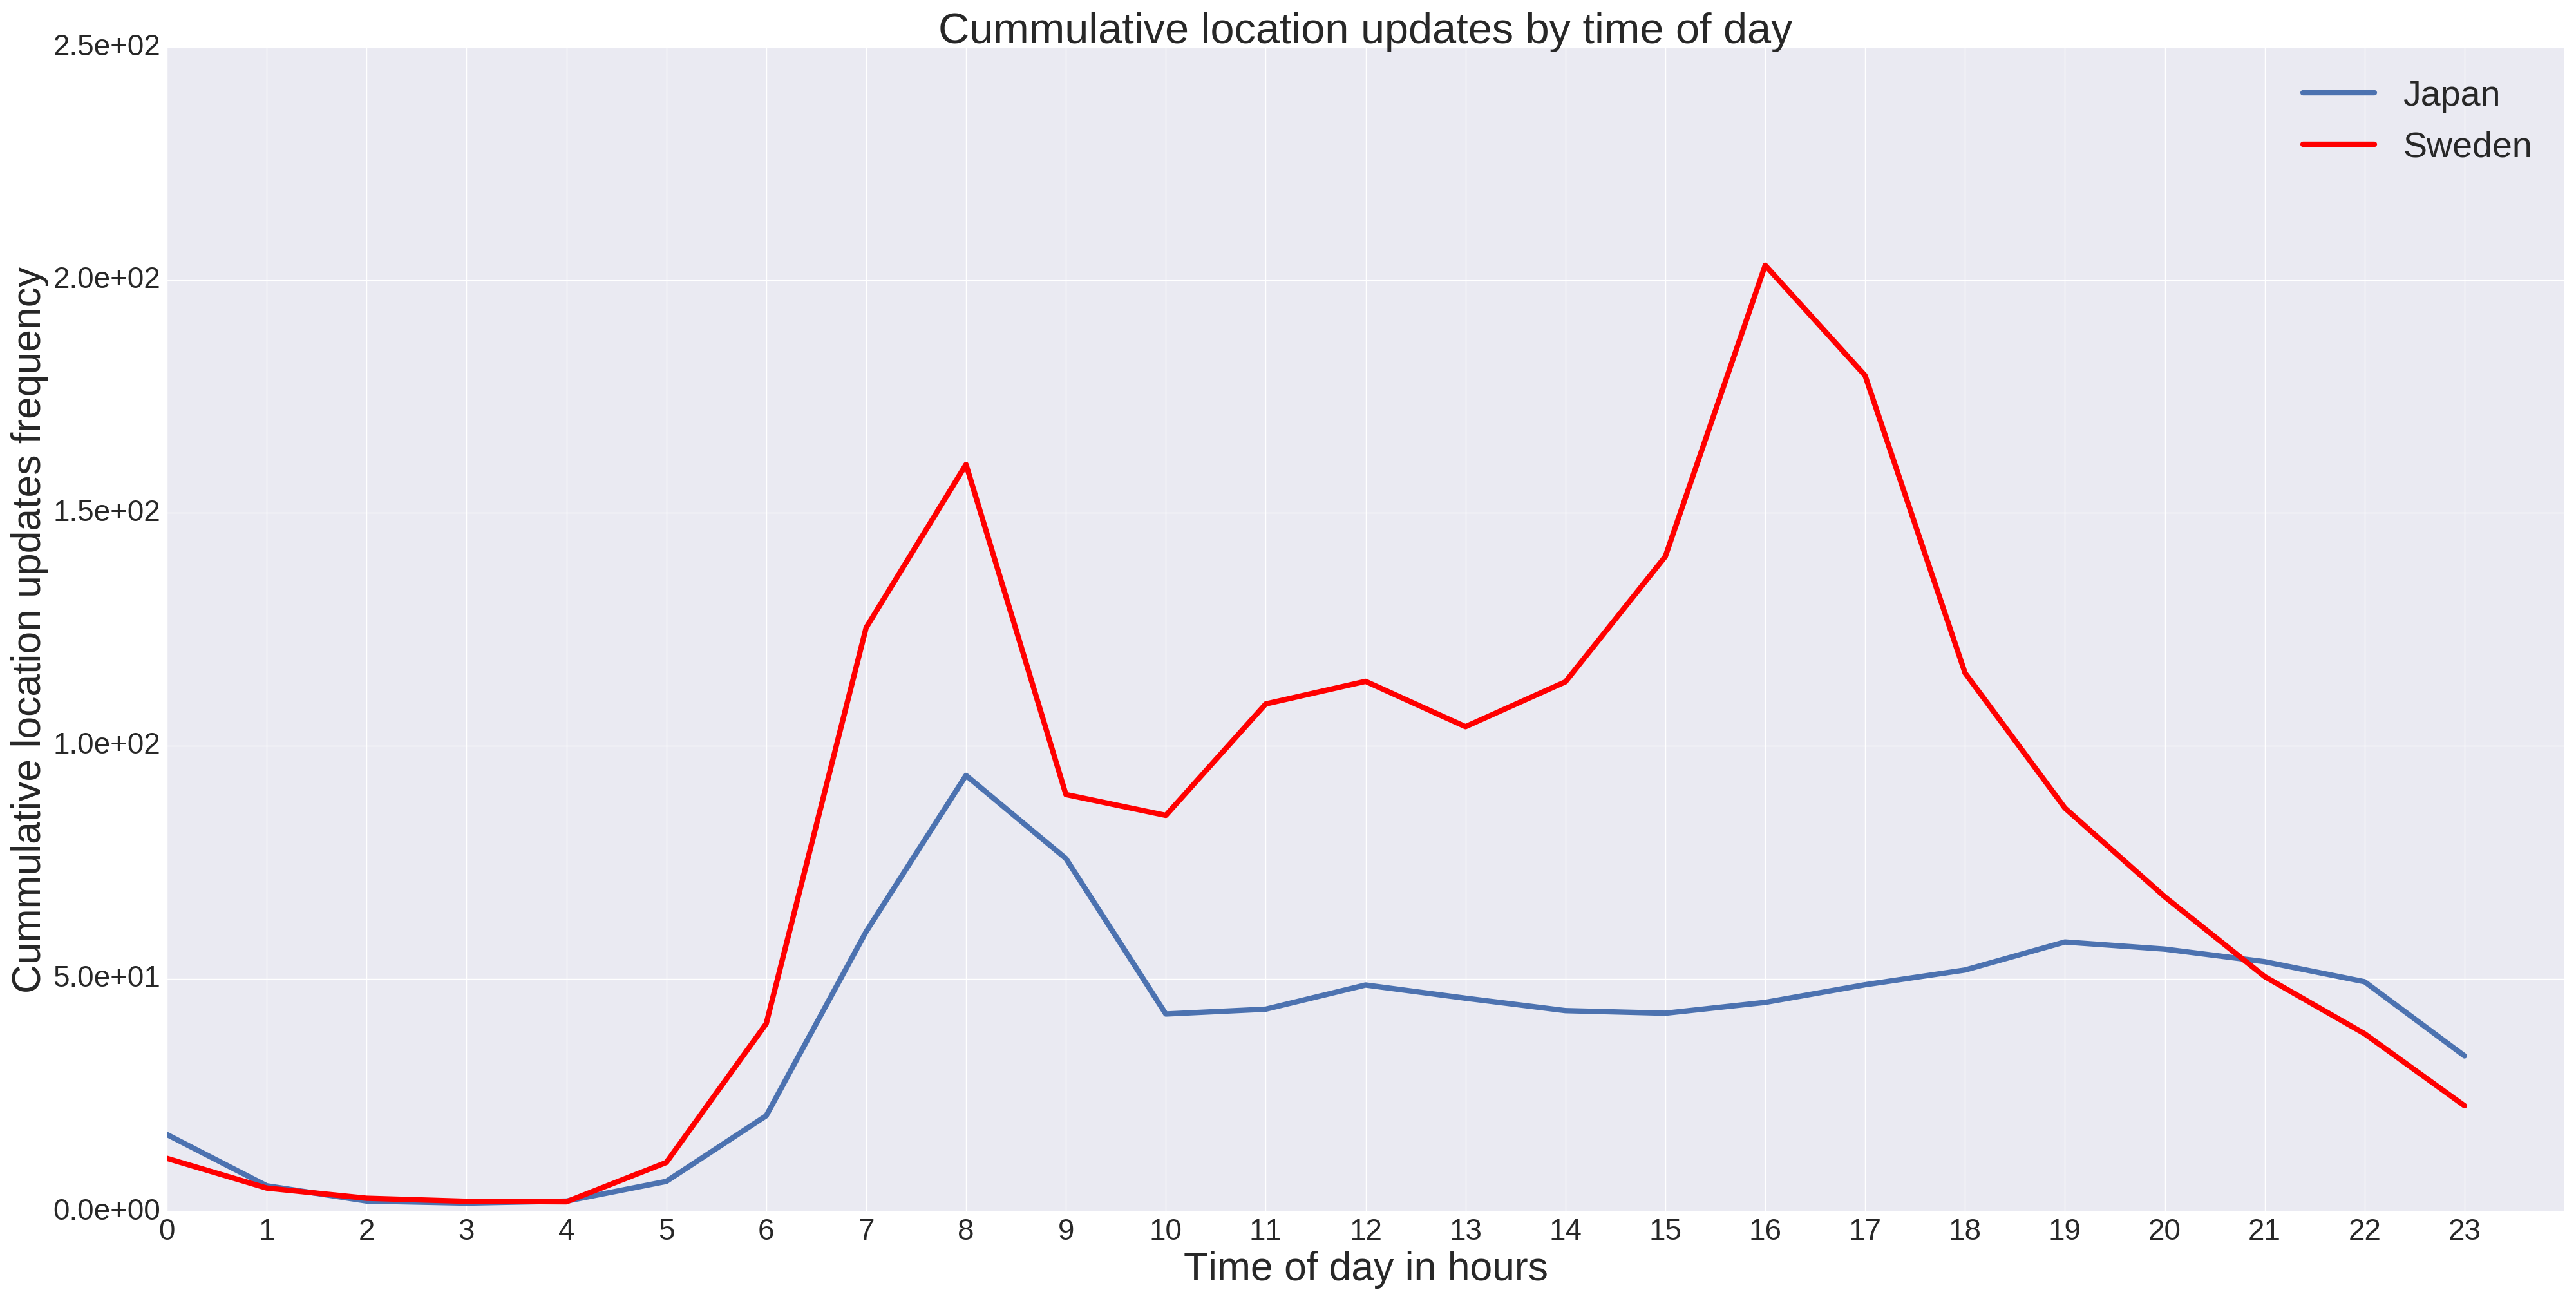 Cummulative location updates by time of day
2.5e+02
2.0e+02
1.5e+02
1.0e+02
5.0e+01
0.0e+00
Cummulative location updates frequency
Japan
Sweden
0 1 2 3 4 5 6 7 8 9 10 11 12 13 14 15 16 17 18 19 20 21 22 23
Time of day in hours